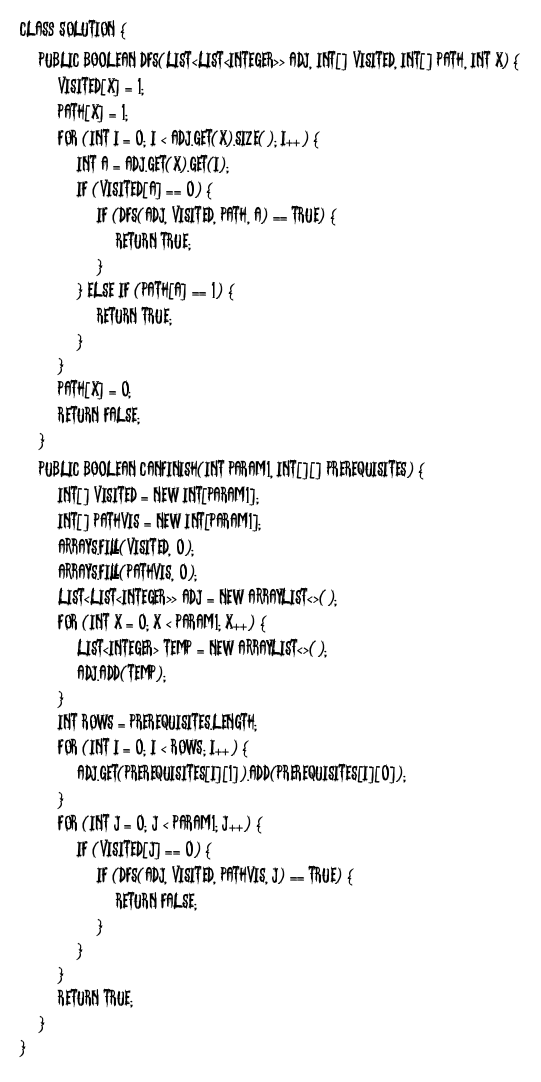 CLASS SOLUTION {
PUBLIC BOOLEAN DFS(LIST<LIST<INTEGER>> ADJ, INT[] VISITED, INT[] PATH, INT X) {
VISITED[X] = 1;
PATH[X] = 1;
FOR (INT I = 0; I < ADJ.GET(X).SIZE( ); I++) {
INT A = ADJ.GET(X).GET(I);
IF (VISITED[A] == 0) {
IF (DFS(ADJ, VISITED, PATH, A) == TRUE) {
RETURN TRUE;
}
} ELSE IF (PATH[A] == 1) {
RETURN TRUE;
}
}
PATH[X] = 0;
RETURN FALSE;
}
PUBLIC BOOLEAN CANFINISH(INT PARAM1, INT[][] PREREQUISITES) {
INT[] VISITED = NEW INT[PARAM1];
INT[] PATHVIS = NEW INT[PARAM1];
ARRAYS.FILL(VISITED, 0);
ARRAYS.FILL(PATHVIS, 0);
LIST<LIST<INTEGER>> ADJ = NEW ARRAYLIST<>( );
FOR (INT X = 0; X < PARAM1; X++) {
LIST<INTEGER> TEMP = NEW ARRAYLIST<>( );
ADJ.ADD(TEMP);
}
INT ROWS = PREREQUISITES.LENGTH;
FOR (INT I = 0; I < ROWS; I++) {
ADJ.GET(PREREQUISITES[I][1]).ADD(PREREQUISITES[I][0]);
}
FOR (INT J = 0; J < PARAM1; J++) {
IF (VISITED[J] == 0) {
IF (DFS(ADJ, VISITED, PATHVIS, J) == TRUE) {
RETURN FALSE;
}
}
}
RETURN TRUE;
}
}